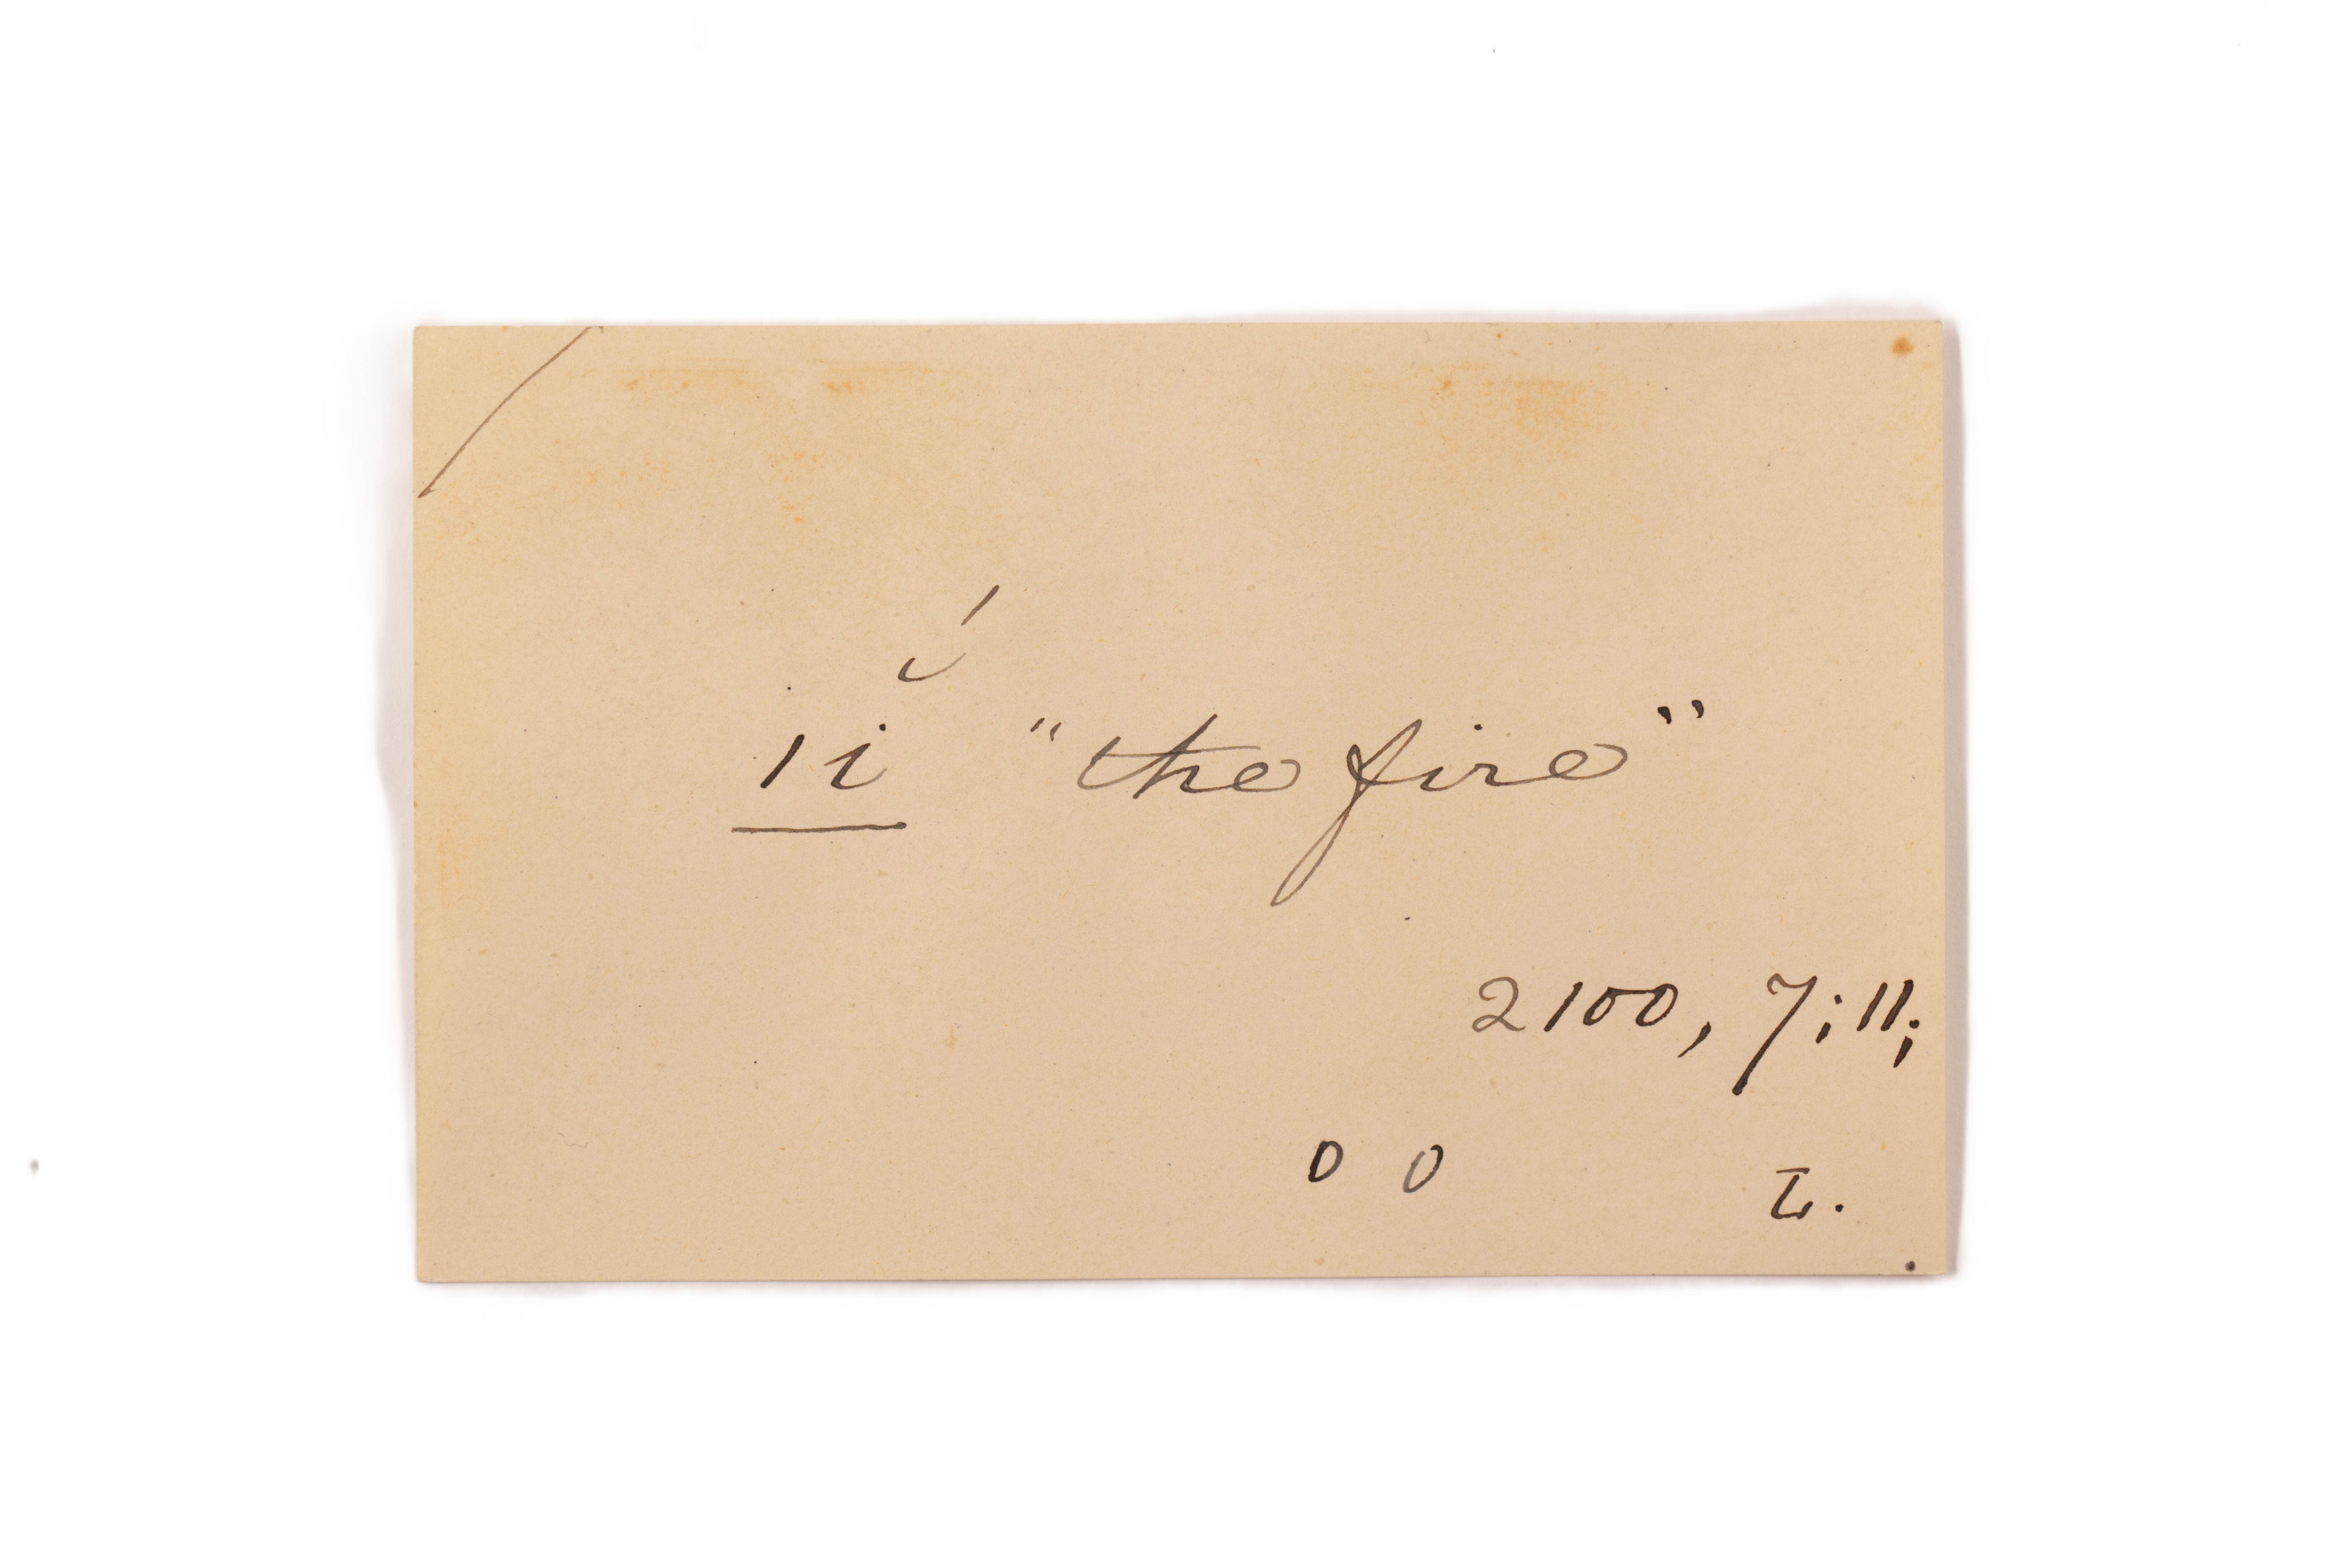 ii "the fire"
2100, 7; 11;
0 0 L.